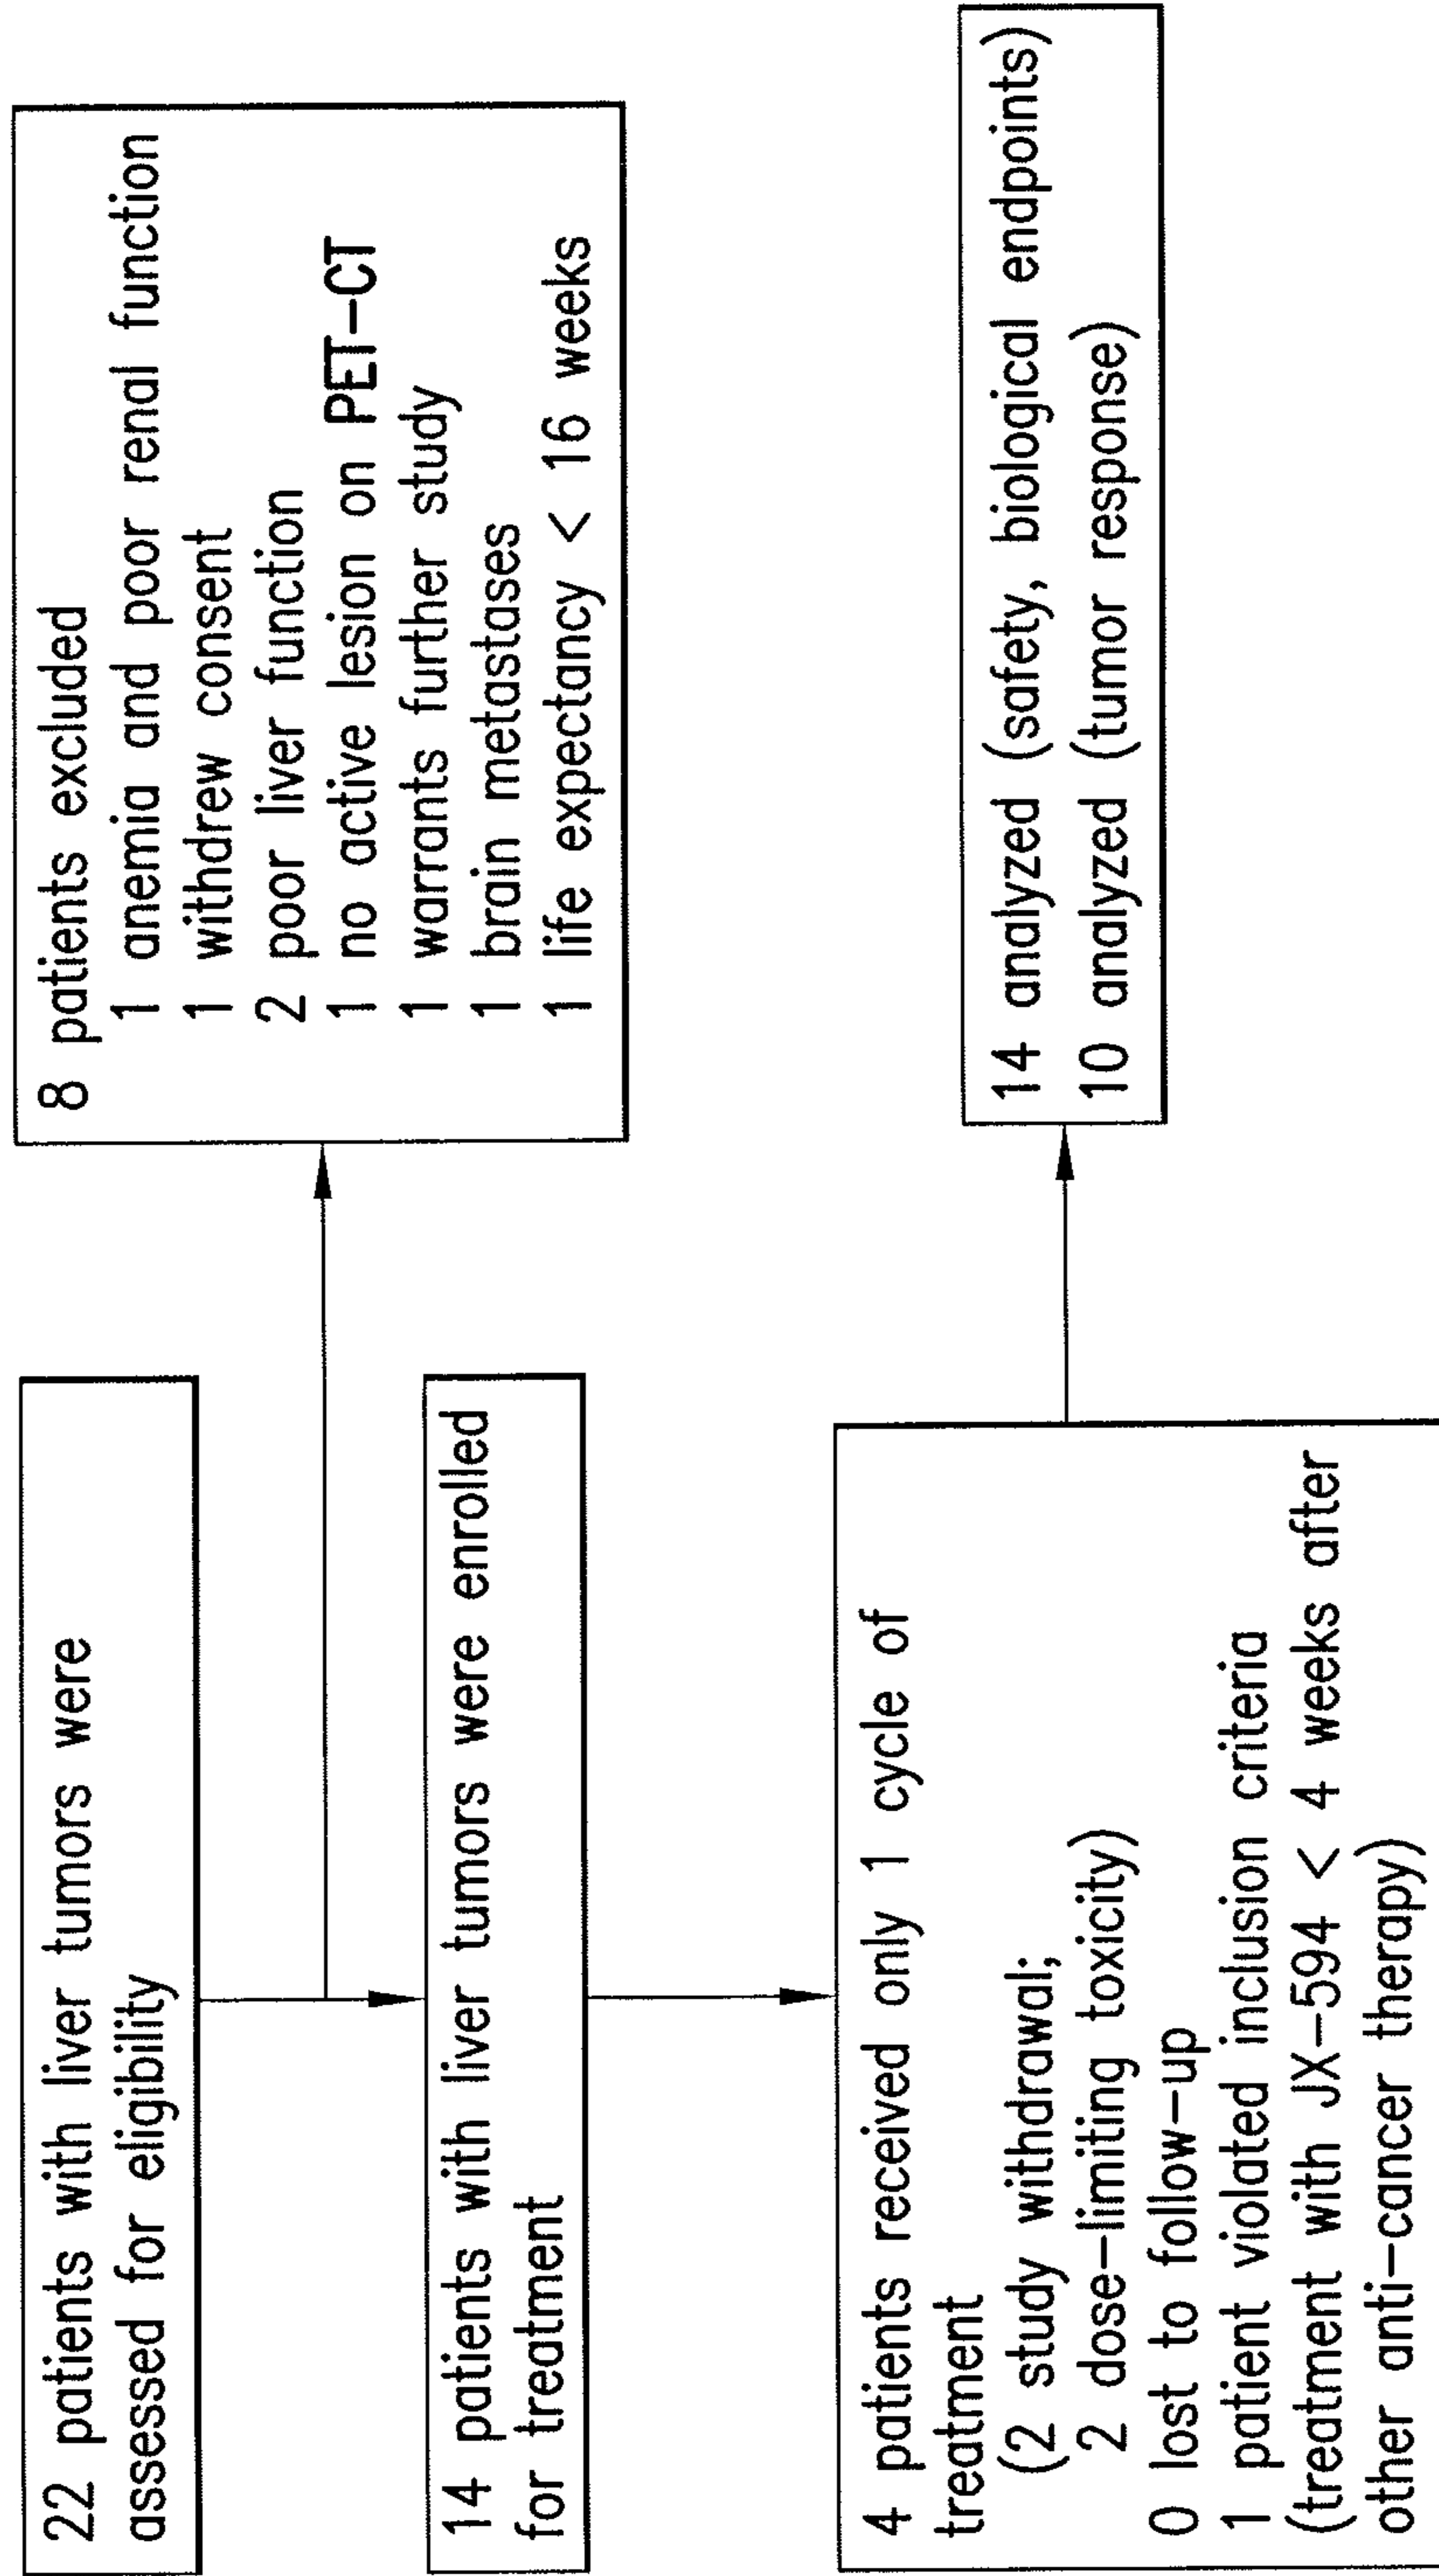 22 patients with liver tumors were
assessed for eligibility
8 patients excluded
1 anemia and poor renal function
1 withdrew consent
2 poor liver function
1 no active lesion on PET-CT
1 warrants further study
1 brain metastases
1 life expectancy < 16 weeks
14 patients with liver tumors were enrolled
for treatment
4 patients received only 1 cycle of
treatment
(2 study withdrawal;
2 dose-limiting toxicity)
0 lost to follow-up
1 patient violated inclusion criteria
(treatment with JX-594 < 4 weeks after
other anti-cancer therapy)
14 analyzed (safety, biological endpoints)
10 analyzed (tumor response)